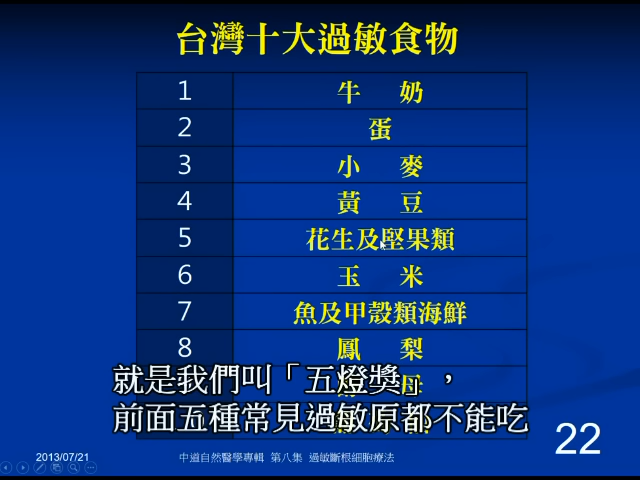 台灣十大過敏食物
1 牛 奶
2 蛋
3 小 麥
4 黃 豆
5 花生及堅果類
6 玉 米
7 魚及甲殼類海鮮
8 鳳 梨
母
就是我們叫「五燈獎」，
前面五種常見過敏原都不能吃
22
2013/07/21
中道自然醫學專輯 第八集 過敏斷根細胞療法